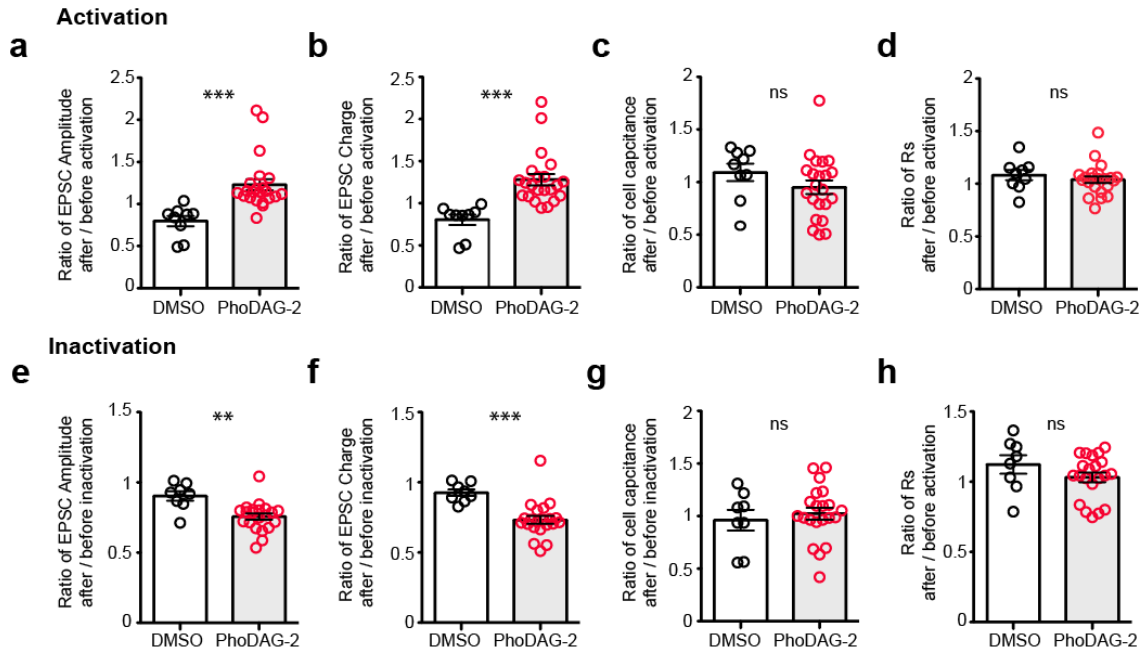 Activation
a
Ratio of EPSC Amplitude
after / before activation
2.5
2
1.5
1
0.5
0
***
DMSO PhoDAG-2
b
Ratio of EPSC Charge
after / before activation
2.5
2
1.5
1
0.5
0
***
DMSO PhoDAG-2
c
Ratio of cell capcitance
after / before activation
2
1.5
1
0.5
0
ns
DMSO PhoDAG-2
d
Ratio of Rs
after / before activation
2
1.5
1
0.5
0
ns
DMSO PhoDAG-2
Inactivation
e
Ratio of EPSC Amplitude
after / before inactivation
1.5
1
0.5
0
**
DMSO PhoDAG-2
f
Ratio of EPSC Charge
after / before inactivation
1.5
1
0.5
0
***
DMSO PhoDAG-2
g
Ratio of cell capcitance
after / before inactivation
2
1.5
1
0.5
0
ns
DMSO PhoDAG-2
h
Ratio of Rs
after / before activation
1.5
1
0.5
0
ns
DMSO PhoDAG-2